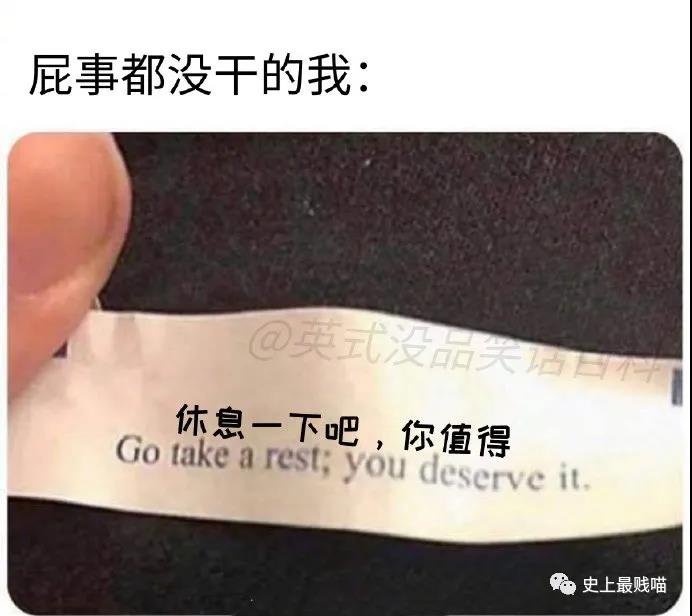 屁事都没干的我：
@英式没品笑话百科
休息一下吧，你值得
Go take a rest; you deserve it.
史上最贱喵